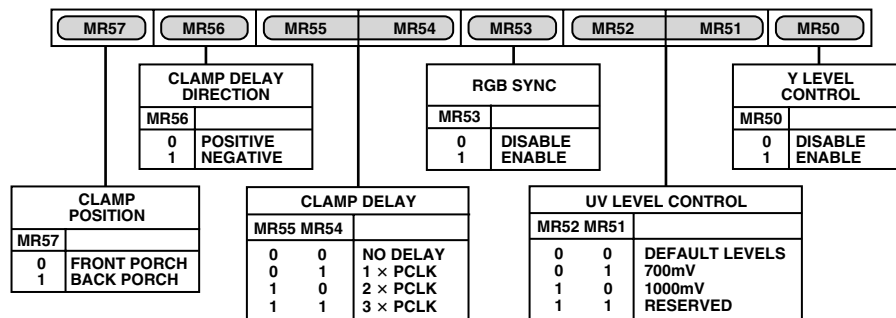 MR57 MR56 MR55 MR54 MR53 MR52 MR51 MR50
CLAMP DELAY
DIRECTION
MR56
0 POSITIVE
1 NEGATIVE
RGB SYNC
MR53
0 DISABLE
1 ENABLE
Y LEVEL
CONTROL
MR50
0 DISABLE
1 ENABLE
CLAMP
POSITION
MR57
0 FRONT PORCH
1 BACK PORCH
CLAMP DELAY
MR55 MR54
0 0 NO DELAY
0 1 1 × PCLK
1 0 2 × PCLK
1 1 3 × PCLK
UV LEVEL CONTROL
MR52 MR51
0 0 DEFAULT LEVELS
0 1 700mV
1 0 1000mV
1 1 RESERVED